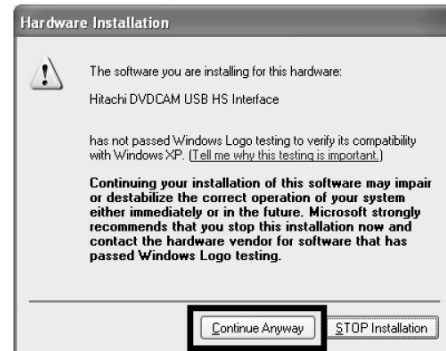 Hardware Installation
The software you are installing for this hardware:
Hitachi DVDCAM USB HS Interface
has not passed Windows Logo testing to verify its compatibility
with Windows XP. (Tell me why this testing is important.)
Continuing your installation of this software may impair
or destabilize the correct operation of your system
either immediately or in the future. Microsoft strongly
recommends that you stop this installation now and
contact the hardware vendor for software that has
passed Windows Logo testing.
Continue Anyway STOP Installation